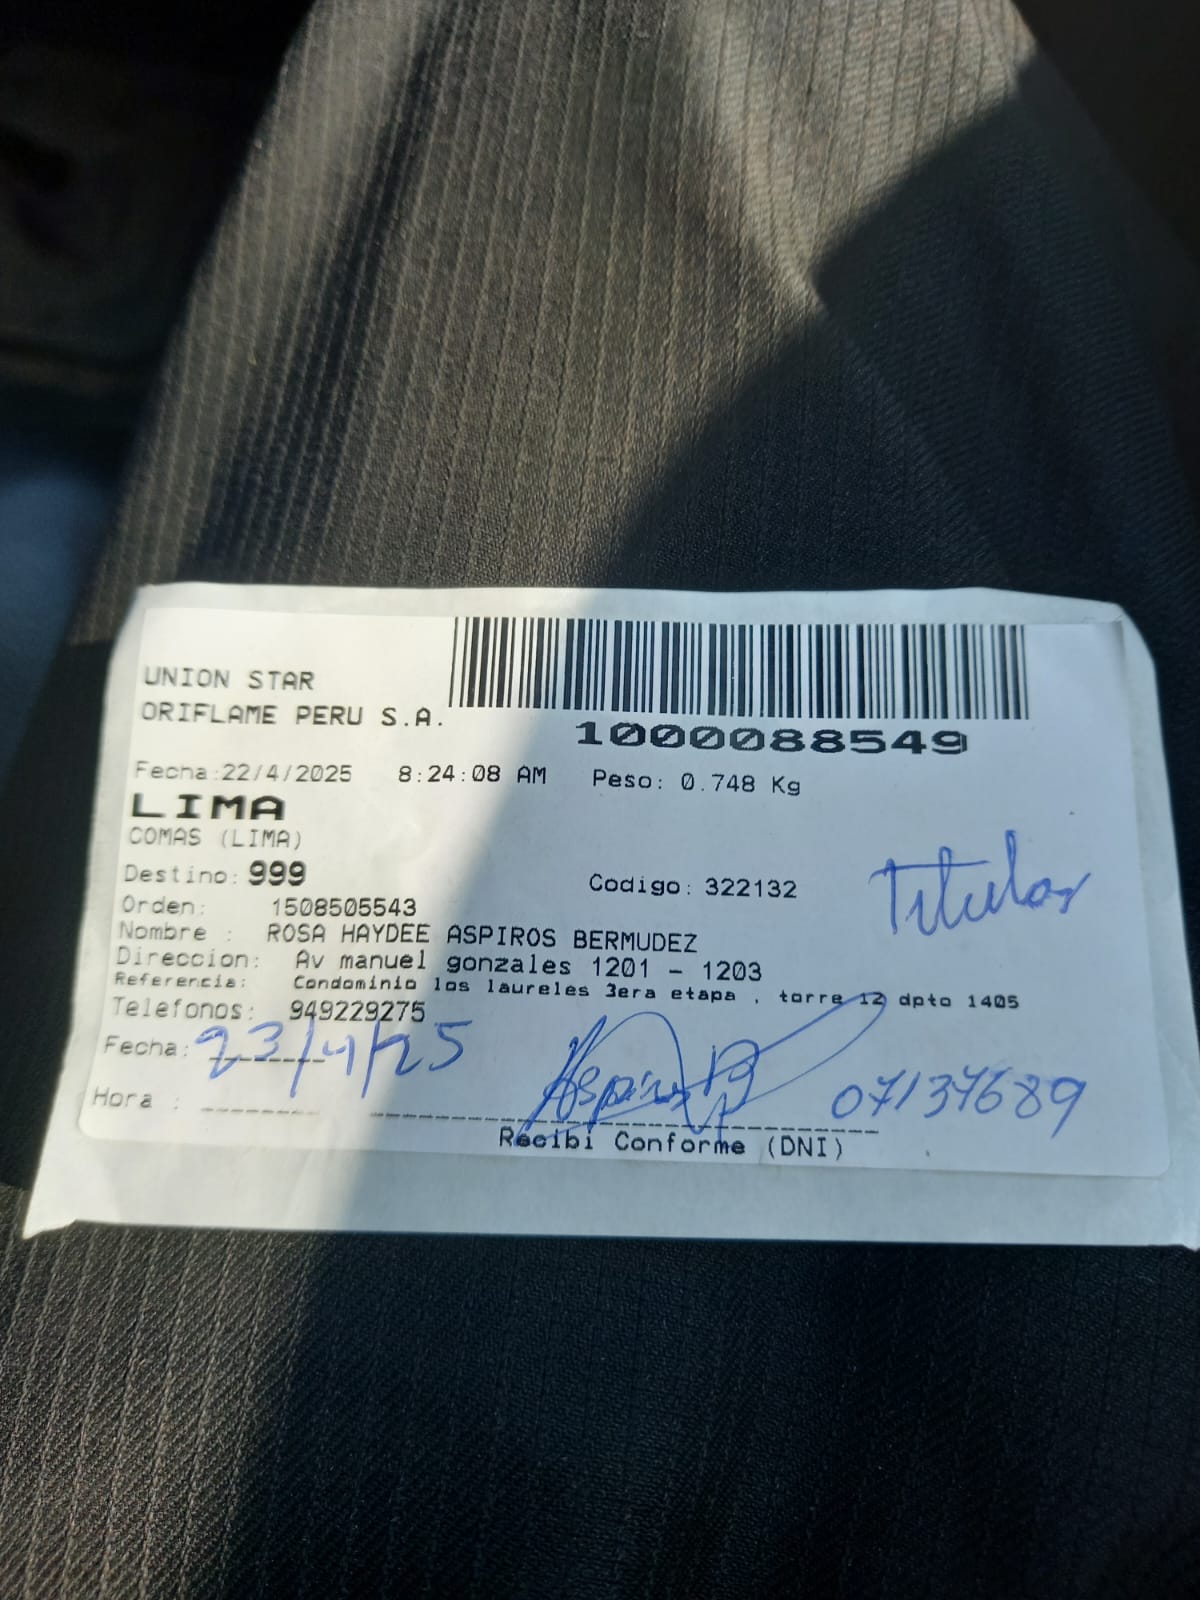 UNION STAR
ORIFLAME PERU S.A.
1000088549
Fecha:22/4/2025 8:24:08 AM Peso: 0.748 Kg
LIMA
COMAS (LIMA)
Destino: 999 Codigo: 322132 Titular
Orden: 1508505543
Nombre : ROSA HAYDEE ASPIROS BERMUDEZ
Direccion: Av manuel gonzales 1201 - 1203
Referencia: Condominio los laureles 3era etapa , torre 12 dpto 1405
Telefonos: 949229275
Fecha: 23/4/25
Aspiros B 07137689
Hora :
Recibi Conforme (DNI)